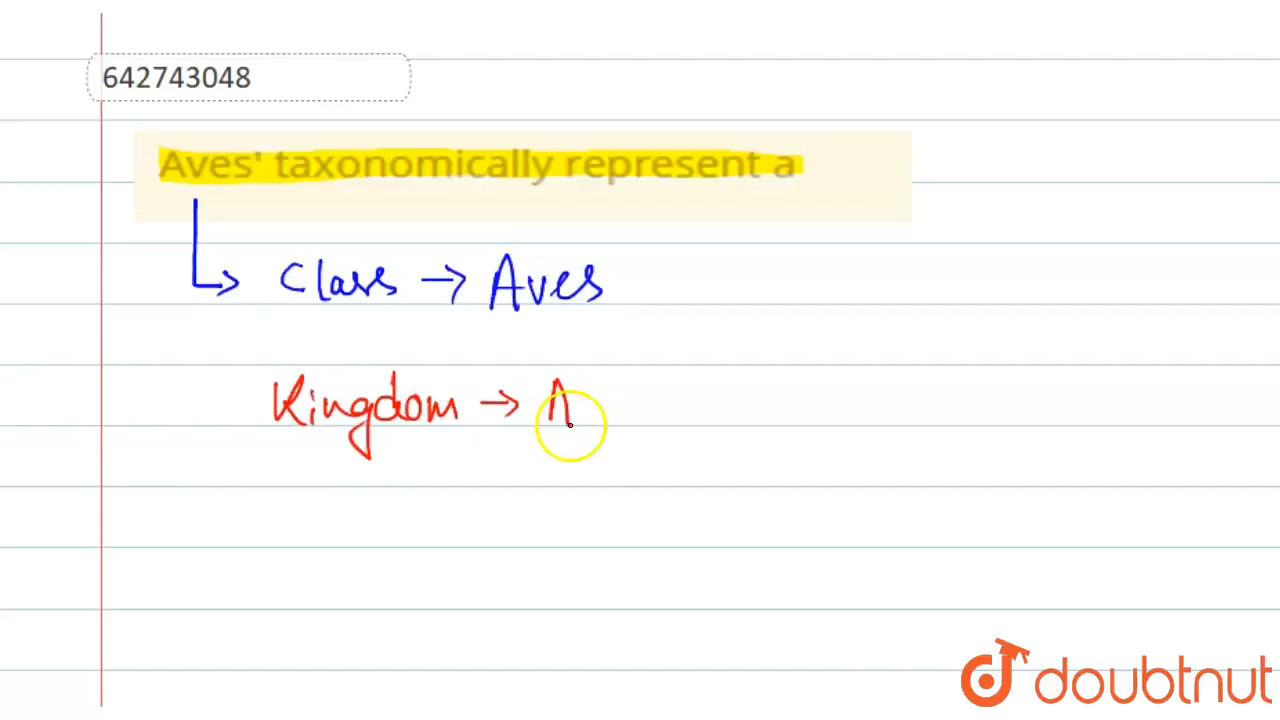 642743048
Aves' taxonomically represent a
Class → Aves
Kingdom → A
doubtnut